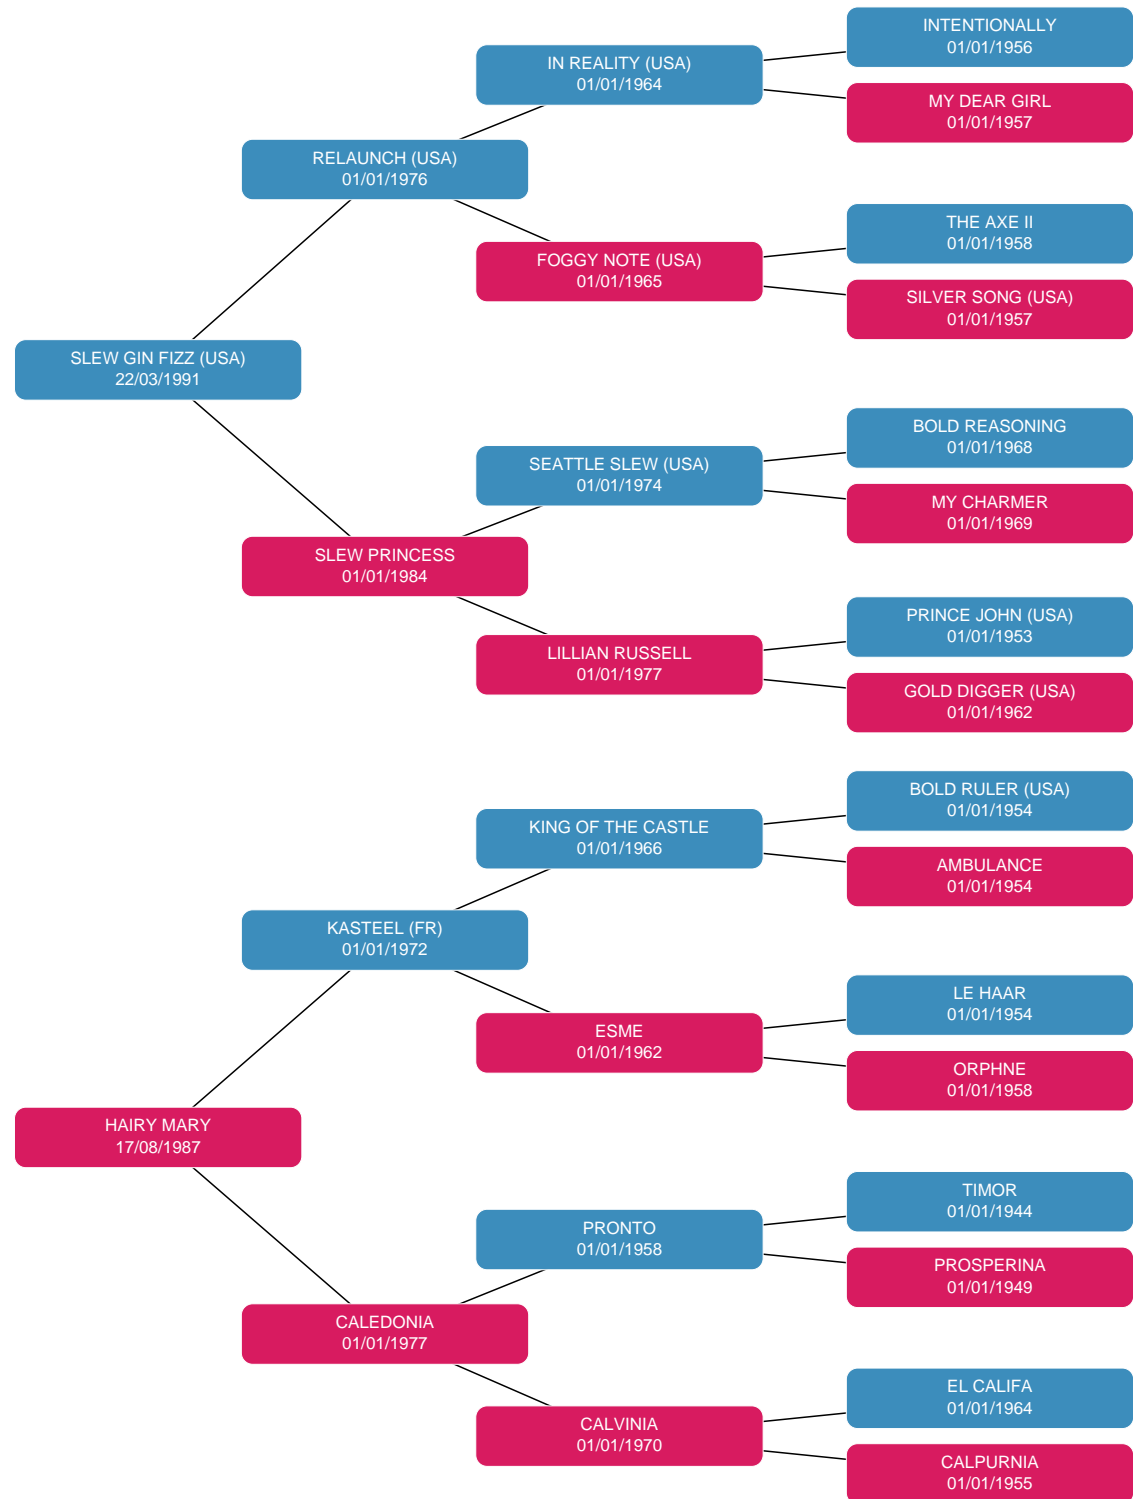 INTENTIONALLY
01/01/1956
IN REALITY (USA)
01/01/1964
MY DEAR GIRL
01/01/1957
RELAUNCH (USA)
01/01/1976
THE AXE II
01/01/1958
FOGGY NOTE (USA)
01/01/1965
SILVER SONG (USA)
01/01/1957
SLEW GIN FIZZ (USA)
22/03/1991
BOLD REASONING
01/01/1968
SEATTLE SLEW (USA)
01/01/1974
MY CHARMER
01/01/1969
SLEW PRINCESS
01/01/1984
PRINCE JOHN (USA)
01/01/1953
LILLIAN RUSSELL
01/01/1977
GOLD DIGGER (USA)
01/01/1962
BOLD RULER (USA)
01/01/1954
KING OF THE CASTLE
01/01/1966
AMBULANCE
01/01/1954
KASTEEL (FR)
01/01/1972
LE HAAR
01/01/1954
ESME
01/01/1962
ORPHNE
01/01/1958
HAIRY MARY
17/08/1987
TIMOR
01/01/1944
PRONTO
01/01/1958
PROSPERINA
01/01/1949
CALEDONIA
01/01/1977
EL CALIFA
01/01/1964
CALVINIA
01/01/1970
CALPURNIA
01/01/1955